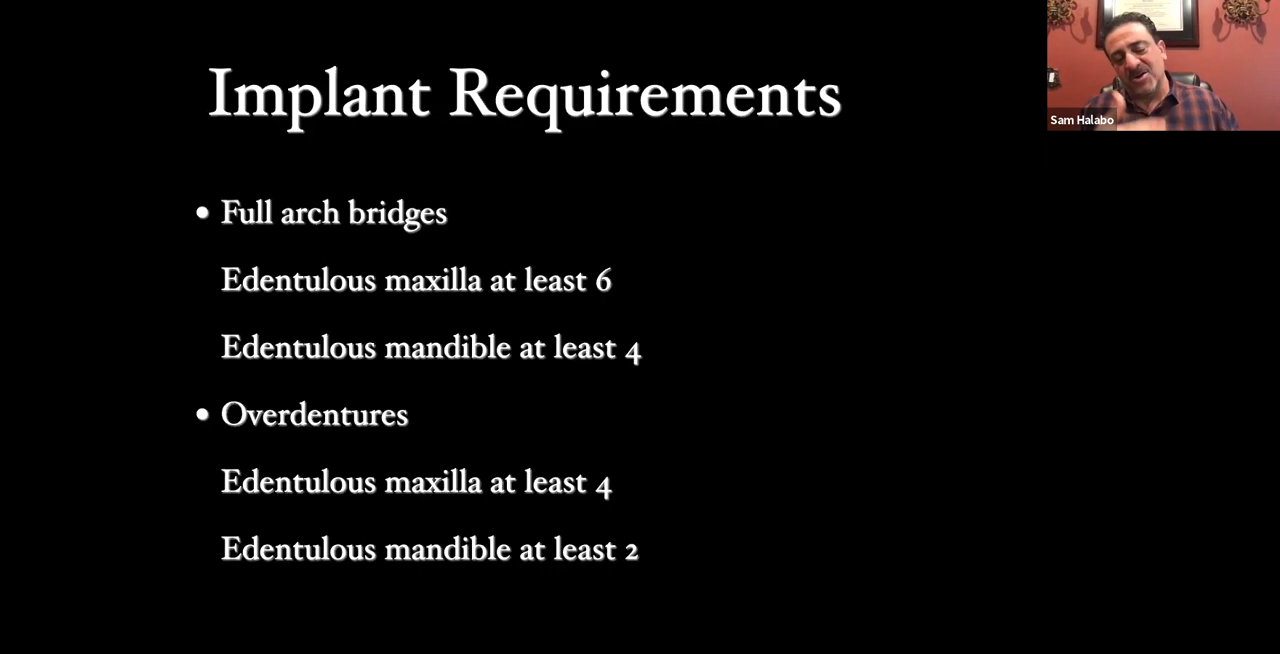 Implant Requirements
Sam Halabo
• Full arch bridges
Edentulous maxilla at least 6
Edentulous mandible at least 4
• Overdentures
Edentulous maxilla at least 4
Edentulous mandible at least 2